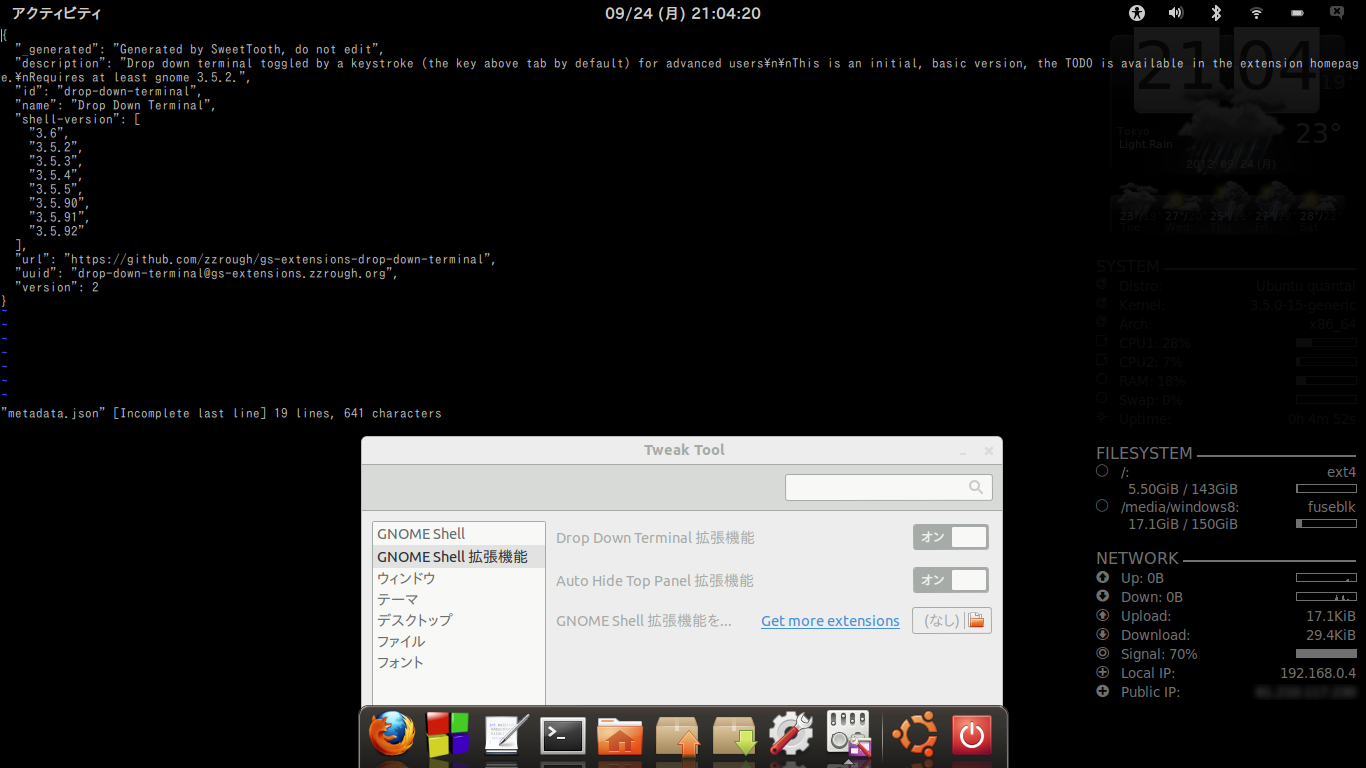 アクティビティ
09/24 (月) 21:04:20
{
"_generated": "Generated by SweetTooth, do not edit",
"description": "Drop down terminal toggled by a keystroke (the key above tab by default) for advanced users¥n¥nThis is an initial, basic version, the TODO is available in the extension homepag
e.¥nRequires at least gnome 3.5.2.",
"id": "drop-down-terminal",
"name": "Drop Down Terminal",
"shell-version": [
"3.6",
"3.5.2",
"3.5.3",
"3.5.4",
"3.5.5",
"3.5.90",
"3.5.91",
"3.5.92"
],
"url": "https://github.com/zzrough/gs-extensions-drop-down-terminal",
"uuid": "drop-down-terminal@gs-extensions.zzrough.org",
"version": 2
}
~
~
~
~
~
~
~
"metadata.json" [Incomplete last line] 19 lines, 641 characters
21 04
19°
Tokyo
Light Rain
23°
2012 09/24 (月)
Tue Wed Thu Fri Sat
SYSTEM
Distro: Ubuntu quantal
Kernel: 3.5.0-15-generic
Arch: x86_64
CPU1: 28%
CPU2: 7%
RAM: 18%
Swap: 0%
Uptime: 0h 4m 52s
FILESYSTEM
/: ext4
5.50GiB / 143GiB
/media/windows8: fuseblk
17.1GiB / 150GiB
NETWORK
Up: 0B
Down: 0B
Upload: 17.1KiB
Download: 29.4KiB
Signal: 70%
Local IP: 192.168.0.4
Public IP:
Tweak Tool
GNOME Shell
GNOME Shell 拡張機能
ウィンドウ
テーマ
デスクトップ
ファイル
フォント
Drop Down Terminal 拡張機能 オン
Auto Hide Top Panel 拡張機能 オン
GNOME Shell 拡張機能を... Get more extensions (なし)